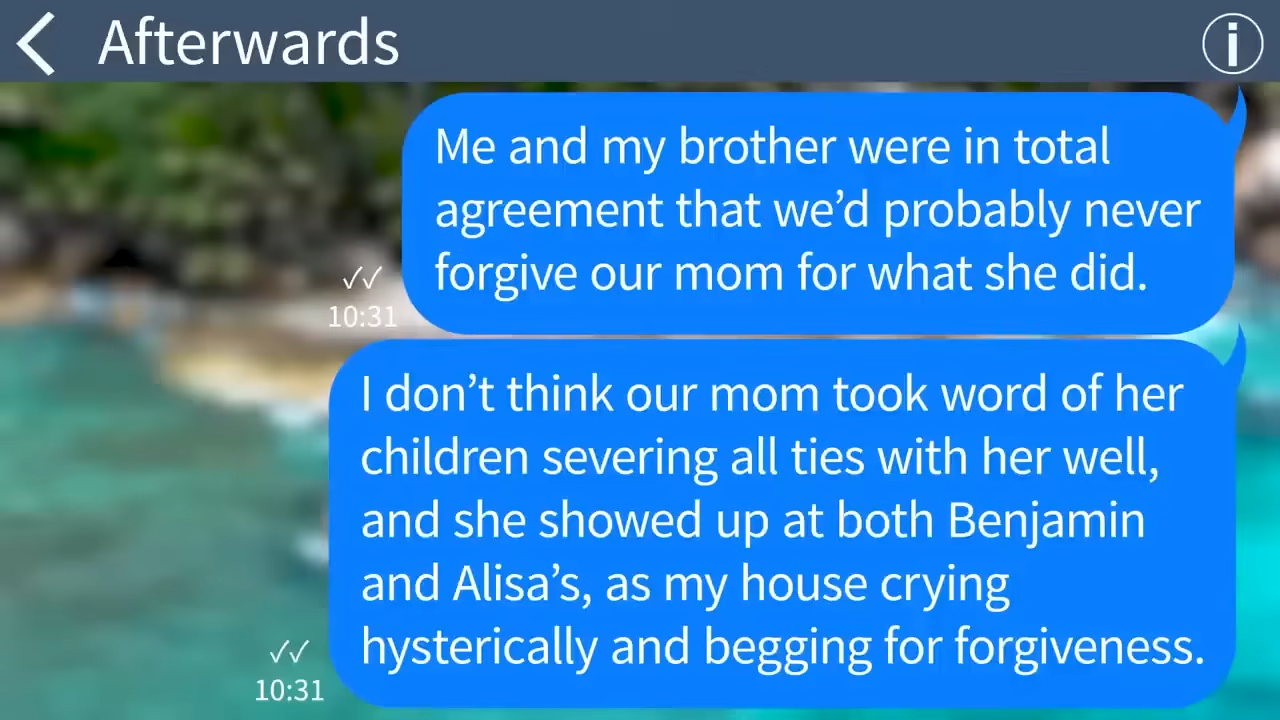 Afterwards
Me and my brother were in total
agreement that we’d probably never
forgive our mom for what she did.
10:31
I don’t think our mom took word of her
children severing all ties with her well,
and she showed up at both Benjamin
and Alisa’s, as my house crying
hysterically and begging for forgiveness.
10:31